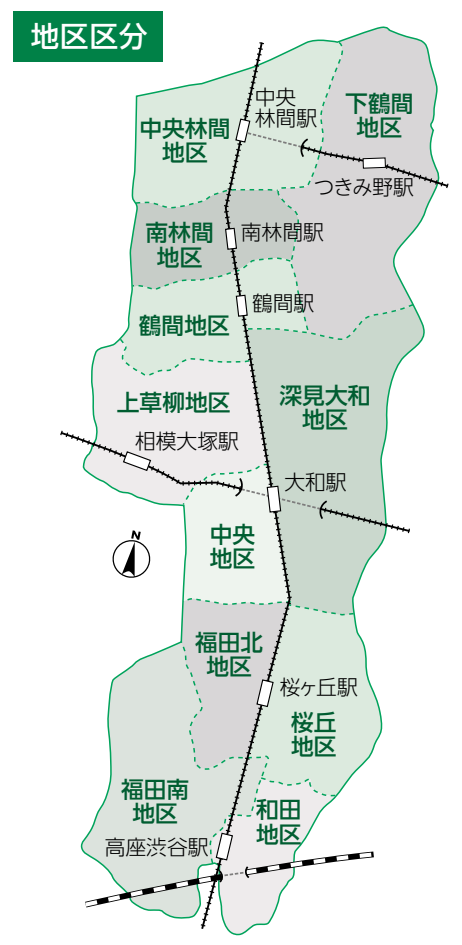 地区区分
中央
林間駅
下鶴間
地区
中央林間
地区
つきみ野駅
南林間
地区
南林間駅
鶴間駅
鶴間地区
上草柳地区
深見大和
地区
相模大塚駅
大和駅
中央
地区
N
福田北
地区
桜ヶ丘駅
桜丘
地区
福田南
地区
和田
地区
高座渋谷駅